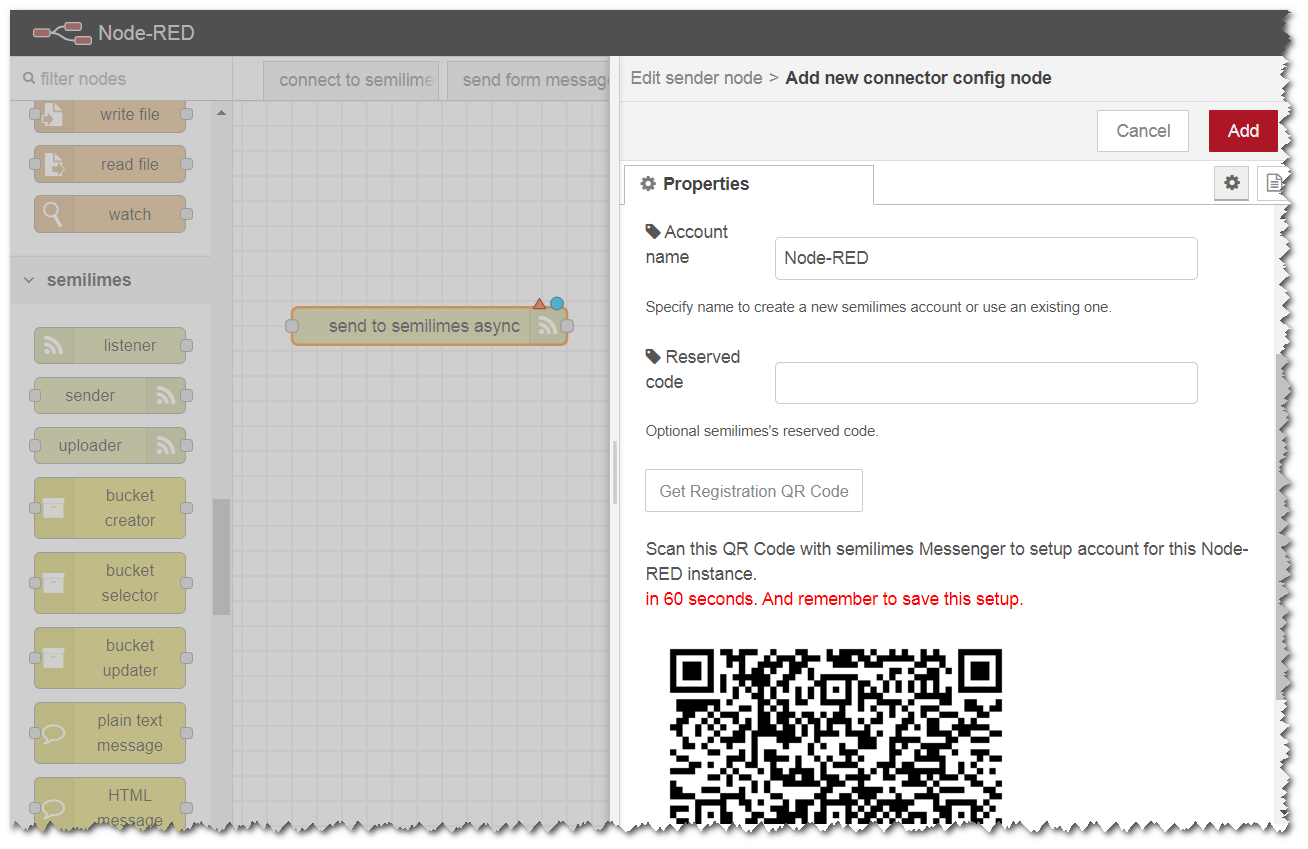 Node-RED
filter nodes
connect to semilime
send form message
Edit sender node > Add new connector config node
Cancel
Add
write file
read file
watch
semilimes
listener
sender
uploader
bucket
creator
bucket
selector
bucket
updater
plain text
message
HTML
message
send to semilimes async
Properties
Account
name
Node-RED
Specify name to create a new semilimes account or use an existing one.
Reserved
code
Optional semilimes's reserved code.
Get Registration QR Code
Scan this QR Code with semilimes Messenger to setup account for this Node-
RED instance.
in 60 seconds. And remember to save this setup.